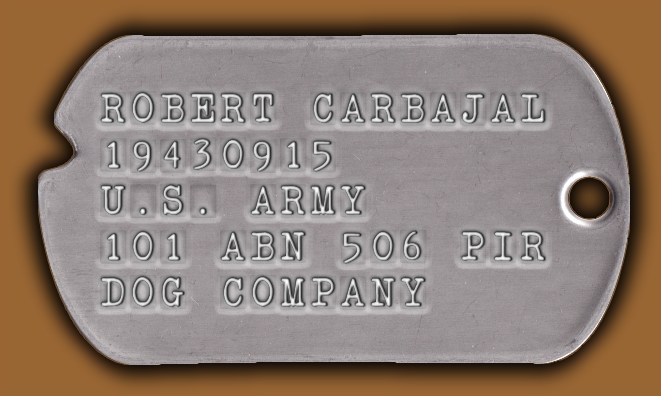 ROBERT CARBAJAL
19430915
U.S. ARMY
101 ABN 506 PIR
DOG COMPANY